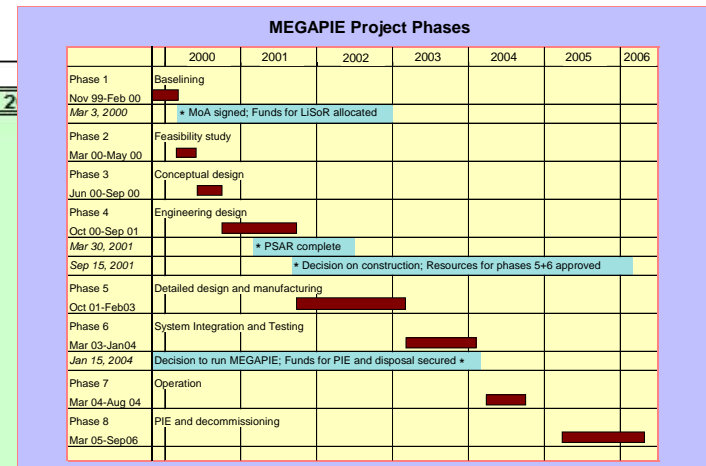 MEGAPIE Project Phases
2000 2001 2002 2003 2004 2005 2006
Phase 1 Baselining
Nov 99-Feb 00
Mar 3, 2000 * MoA signed; Funds for LiSoR allocated
Phase 2 Feasibility study
Mar 00-May 00
Phase 3 Conceptual design
Jun 00-Sep 00
Phase 4 Engineering design
Oct 00-Sep 01
Mar 30, 2001 * PSAR complete
Sep 15, 2001 * Decision on construction; Resources for phases 5+6 approved
Phase 5 Detailed design and manufacturing
Oct 01-Feb03
Phase 6 System Integration and Testing
Mar 03-Jan04
Jan 15, 2004 Decision to run MEGAPIE; Funds for PIE and disposal secured *
Phase 7 Operation
Mar 04-Aug 04
Phase 8 PIE and decommissioning
Mar 05-Sep06